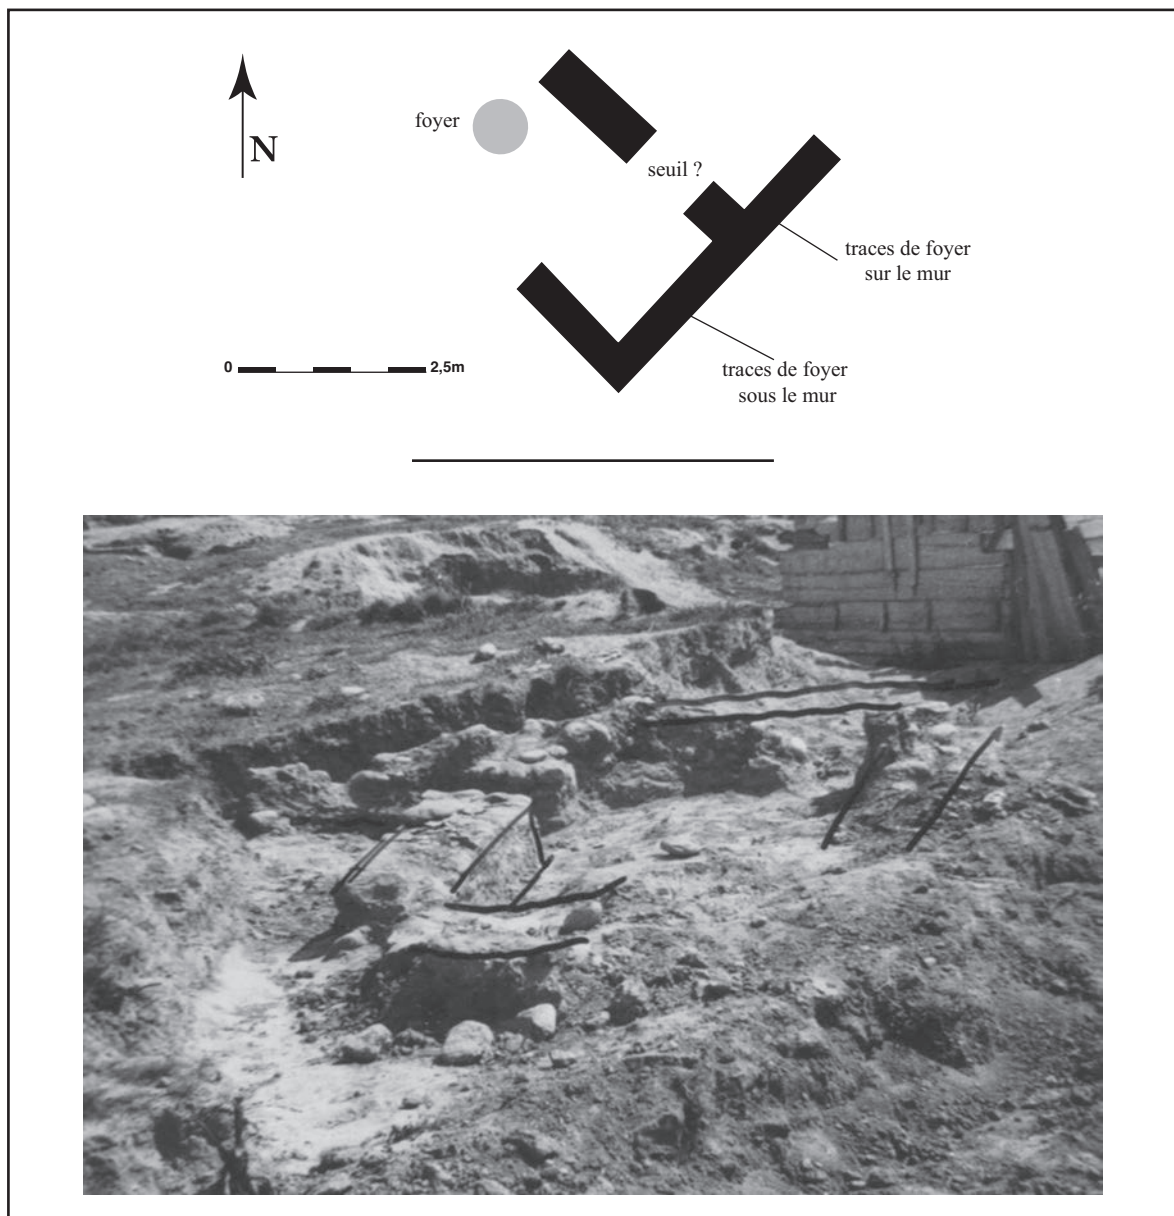 foyer
N
seuil ?
traces de foyer
sur le mur
0
2,5m
traces de foyer
sous le mur